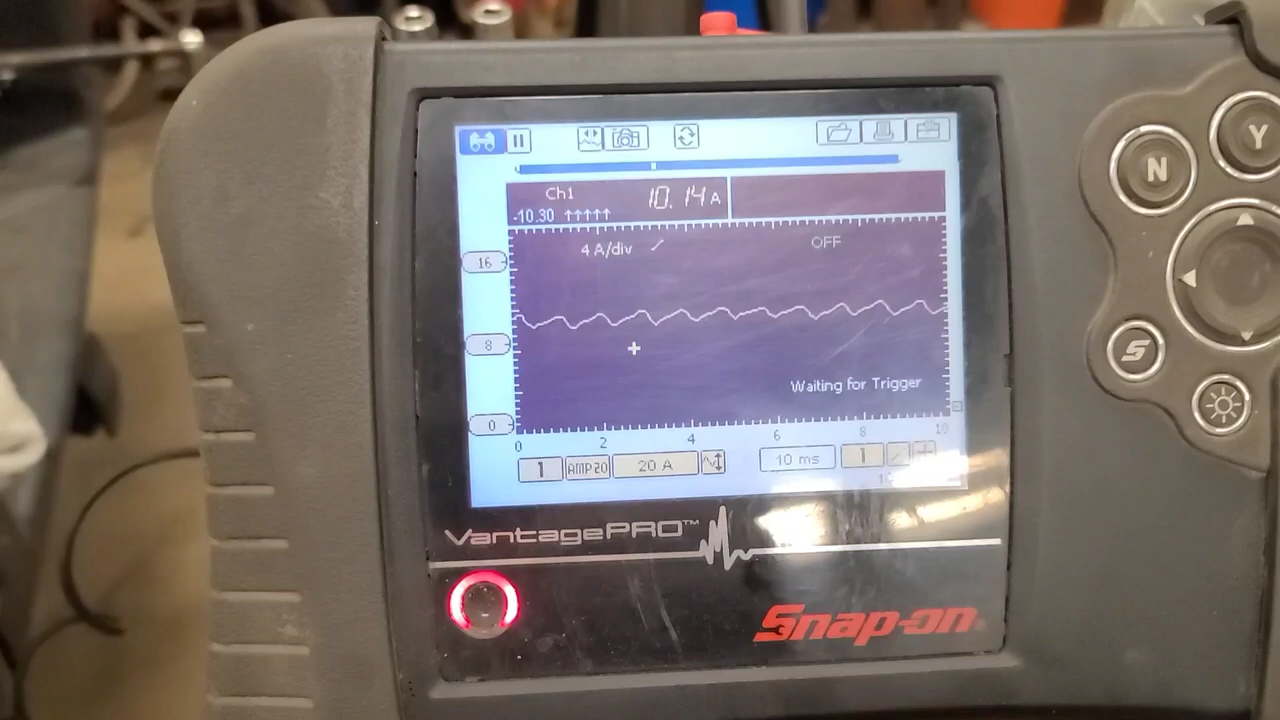 Ch1 10.14 A
-10.30 ↑↑↑↑↑
4 A/div OFF
16
8
Waiting for Trigger
0
0 2 4 6 8 10
1 AMP20 20 A 10 ms 1
VantagePRO™
Snap-on
N
Y
S